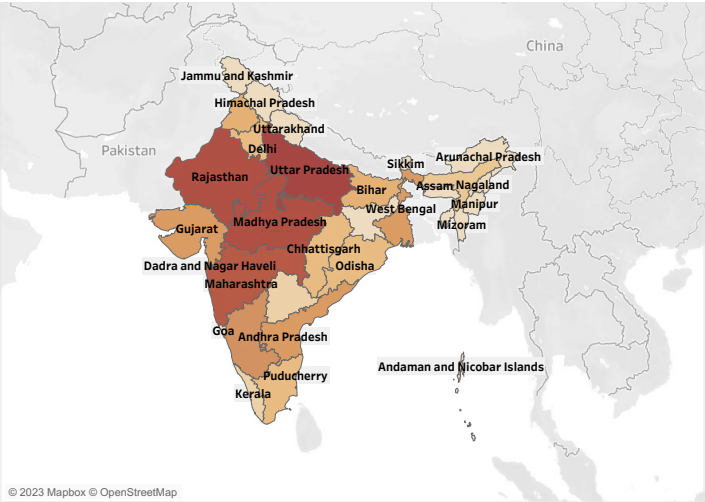 China
Jammu and Kashmir
Himachal Pradesh
Uttarakhand
Delhi
Pakistan
Sikkim
Arunachal Pradesh
Rajasthan
Uttar Pradesh
Bihar
Assam
Nagaland
West Bengal
Manipur
Gujarat
Madhya Pradesh
Mizoram
Chhattisgarh
Dadra and Nagar Haveli
Odisha
Maharashtra
Goa
Andhra Pradesh
Andaman and Nicobar Islands
Puducherry
Kerala
© 2023 Mapbox © OpenStreetMap